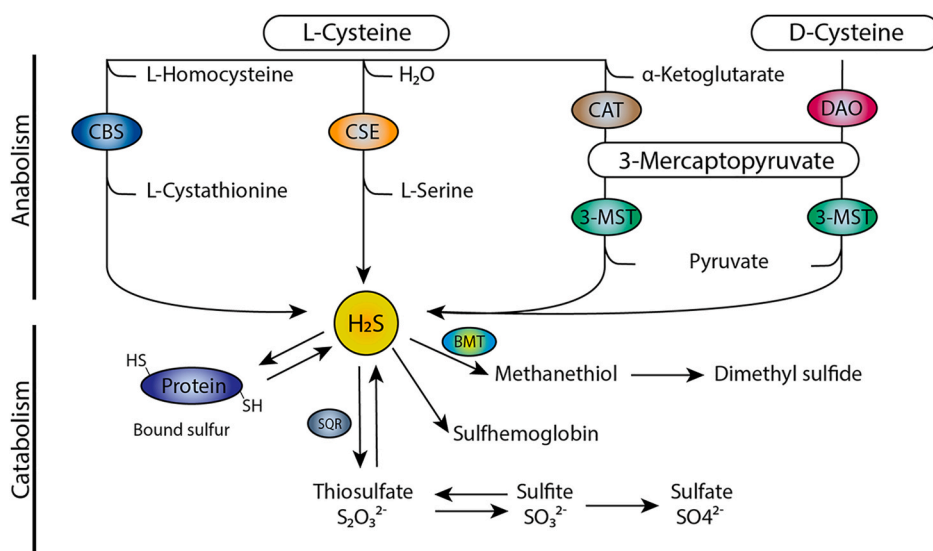 L-Cysteine
D-Cysteine
L-Homocysteine
H₂O
α-Ketoglutarate
CBS
CSE
CAT
DAO
3-Mercaptopyruvate
L-Cystathionine
L-Serine
3-MST
3-MST
Pyruvate
Anabolism
H₂S
BMT
HS
Protein
SH
Bound sulfur
Methanethiol
Dimethyl sulfide
SQR
Sulfhemoglobin
Catabolism
Thiosulfate
S₂O₃²⁻
Sulfite
SO₃²⁻
Sulfate
SO4²⁻